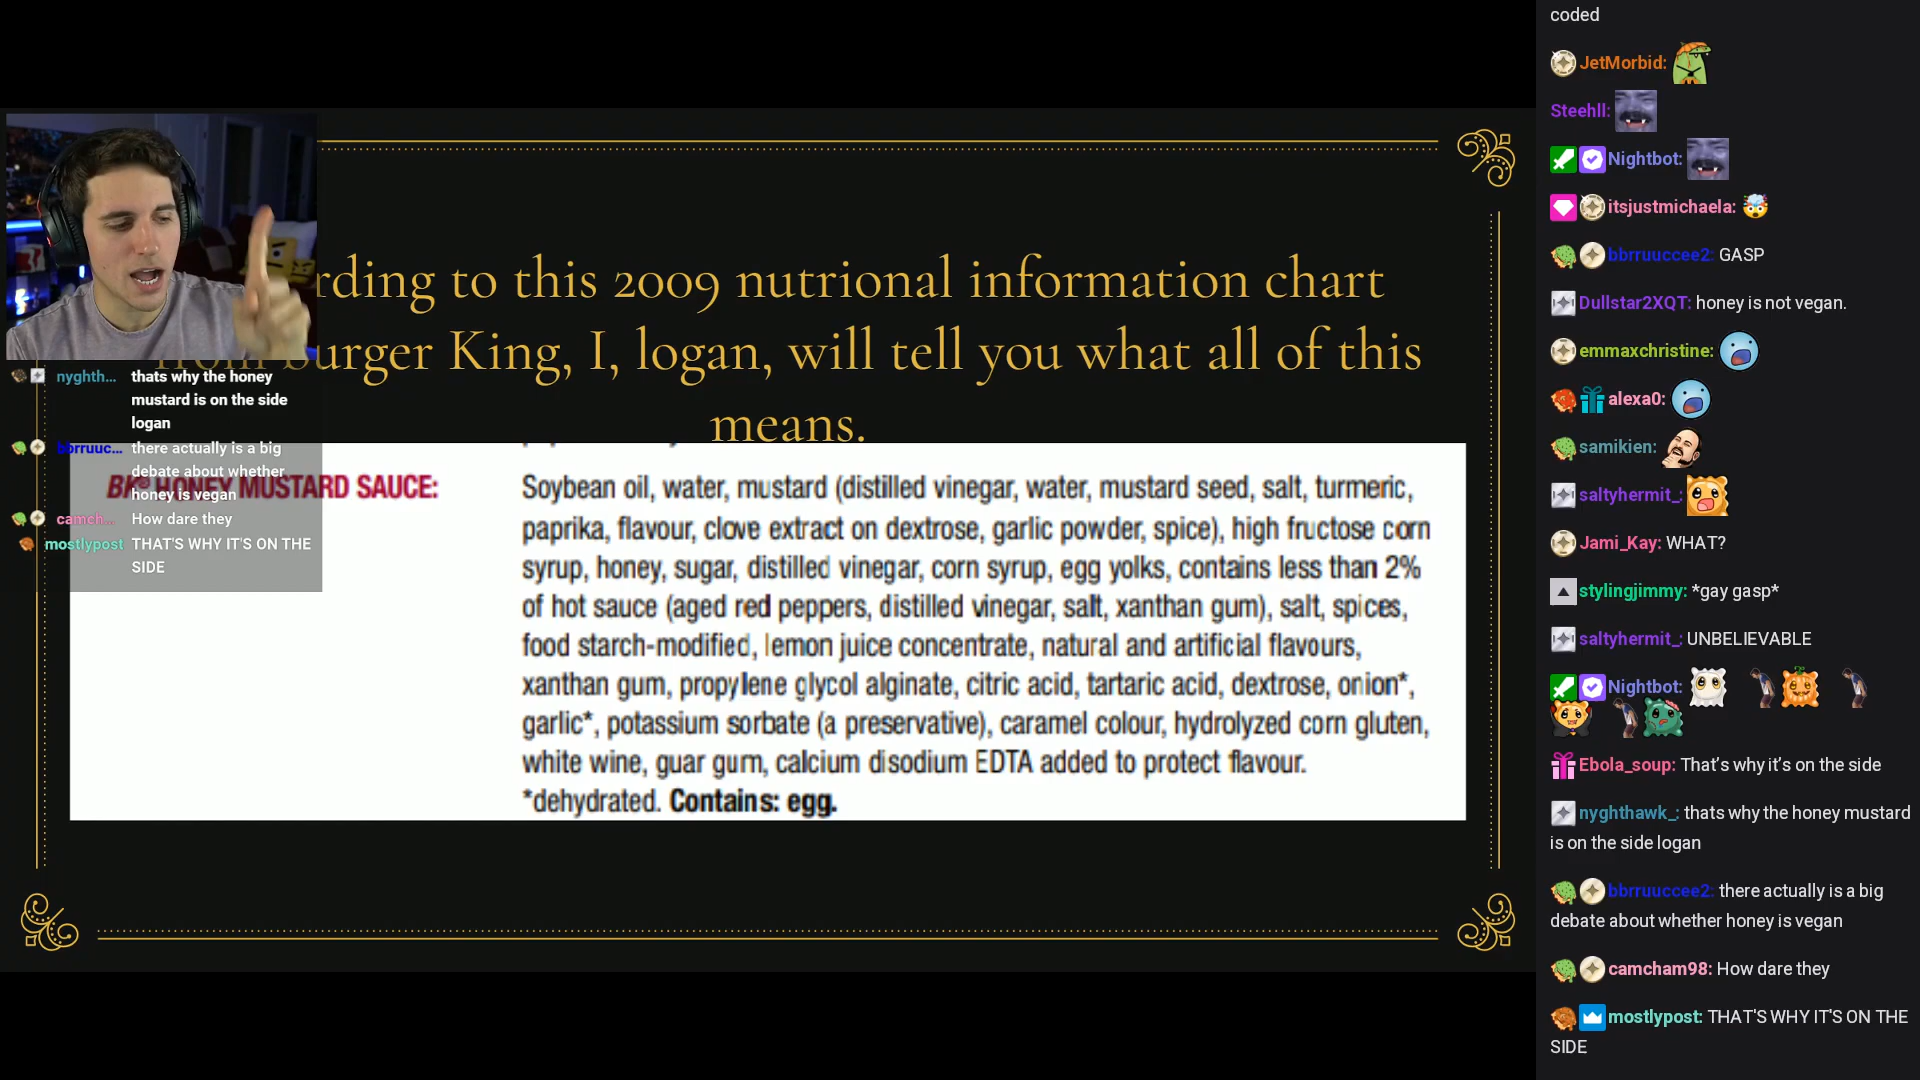 rding to this 2009 nutrional information chart
urger King, I, logan, will tell you what all of this
means.
nyghth... thats why the honey
mustard is on the side
logan
bbrruuc... there actually is a big
debate about whether
honey is vegan
camch... How dare they
mostlypost THAT'S WHY IT'S ON THE
SIDE
BK® HONEY MUSTARD SAUCE:
Soybean oil, water, mustard (distilled vinegar, water, mustard seed, salt, turmeric,
paprika, flavour, clove extract on dextrose, garlic powder, spice), high fructose corn
syrup, honey, sugar, distilled vinegar, corn syrup, egg yolks, contains less than 2%
of hot sauce (aged red peppers, distilled vinegar, salt, xanthan gum), salt, spices,
food starch-modified, lemon juice concentrate, natural and artificial flavours,
xanthan gum, propylene glycol alginate, citric acid, tartaric acid, dextrose, onion*,
garlic*, potassium sorbate (a preservative), caramel colour, hydrolyzed corn gluten,
white wine, guar gum, calcium disodium EDTA added to protect flavour.
*dehydrated. Contains: egg.
coded
JetMorbid:
Steehll:
Nightbot:
itsjustmichaela:
bbrruuccee2: GASP
Dullstar2XQT: honey is not vegan.
emmaxchristine:
alexa0:
samikien:
saltyhermit_:
Jami_Kay: WHAT?
stylingjimmy: *gay gasp*
saltyhermit_: UNBELIEVABLE
Nightbot:
Ebola_soup: That's why it's on the side
nyghthawk_: thats why the honey mustard
is on the side logan
bbrruuccee2: there actually is a big
debate about whether honey is vegan
camcham98: How dare they
mostlypost: THAT'S WHY IT'S ON THE
SIDE